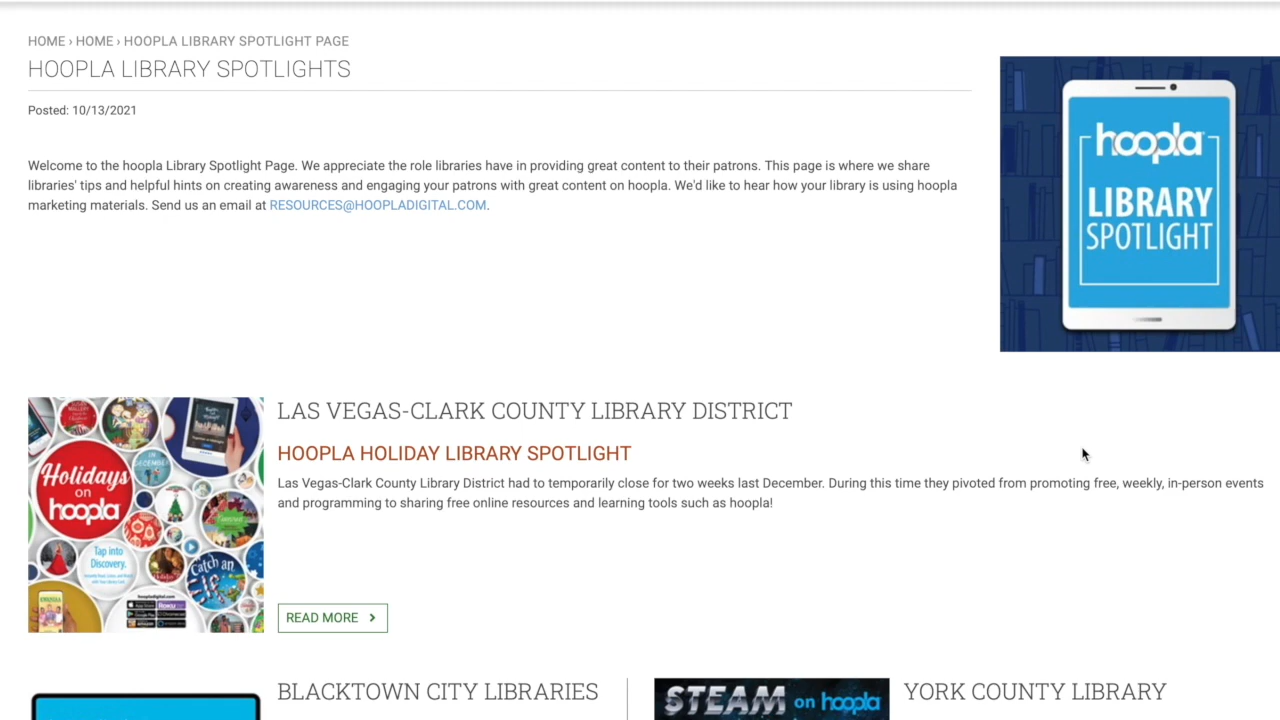 HOME › HOME › HOOPLA LIBRARY SPOTLIGHT PAGE
HOOPLA LIBRARY SPOTLIGHTS
Posted: 10/13/2021
Welcome to the hoopla Library Spotlight Page. We appreciate the role libraries have in providing great content to their patrons. This page is where we share
libraries' tips and helpful hints on creating awareness and engaging your patrons with great content on hoopla. We'd like to hear how your library is using hoopla
marketing materials. Send us an email at RESOURCES@HOOPLADIGITAL.COM.
hoopla
LIBRARY
SPOTLIGHT
Holidays
on
hoopla
Tap into
Discovery.
Catch an
hoopladigital.com
LAS VEGAS-CLARK COUNTY LIBRARY DISTRICT
HOOPLA HOLIDAY LIBRARY SPOTLIGHT
Las Vegas-Clark County Library District had to temporarily close for two weeks last December. During this time they pivoted from promoting free, weekly, in-person events
and programming to sharing free online resources and learning tools such as hoopla!
READ MORE >
BLACKTOWN CITY LIBRARIES
STEAM on hoopla
YORK COUNTY LIBRARY